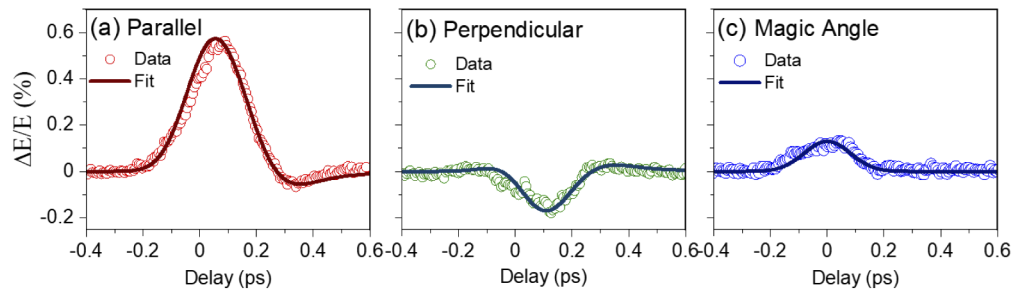 (a) Parallel
Data
Fit
ΔE/E (%)
0.6
0.4
0.2
0
-0.2
-0.4 -0.2 0 0.2 0.4 0.6
Delay (ps)
(b) Perpendicular
Data
Fit
-0.4 -0.2 0 0.2 0.4 0.6
Delay (ps)
(c) Magic Angle
Data
Fit
-0.4 -0.2 0 0.2 0.4 0.6
Delay (ps)